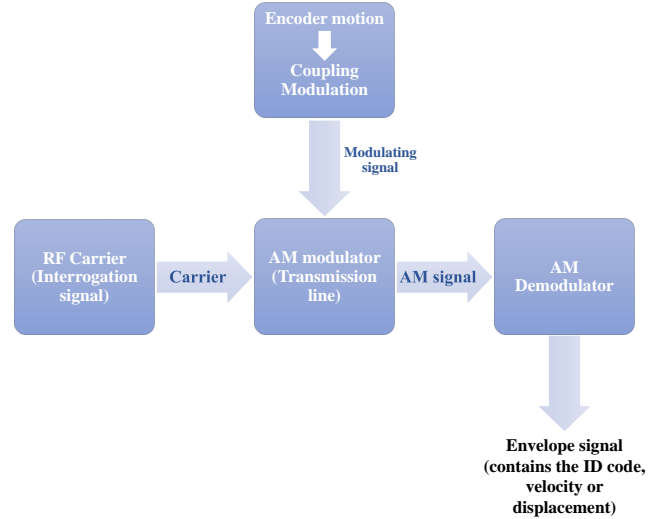 Encoder motion
Coupling
Modulation
Modulating
signal
RF Carrier
(Interrogation
signal)
Carrier
AM modulator
(Transmission
line)
AM signal
AM
Demodulator
Envelope signal
(contains the ID code,
velocity or
displacement)